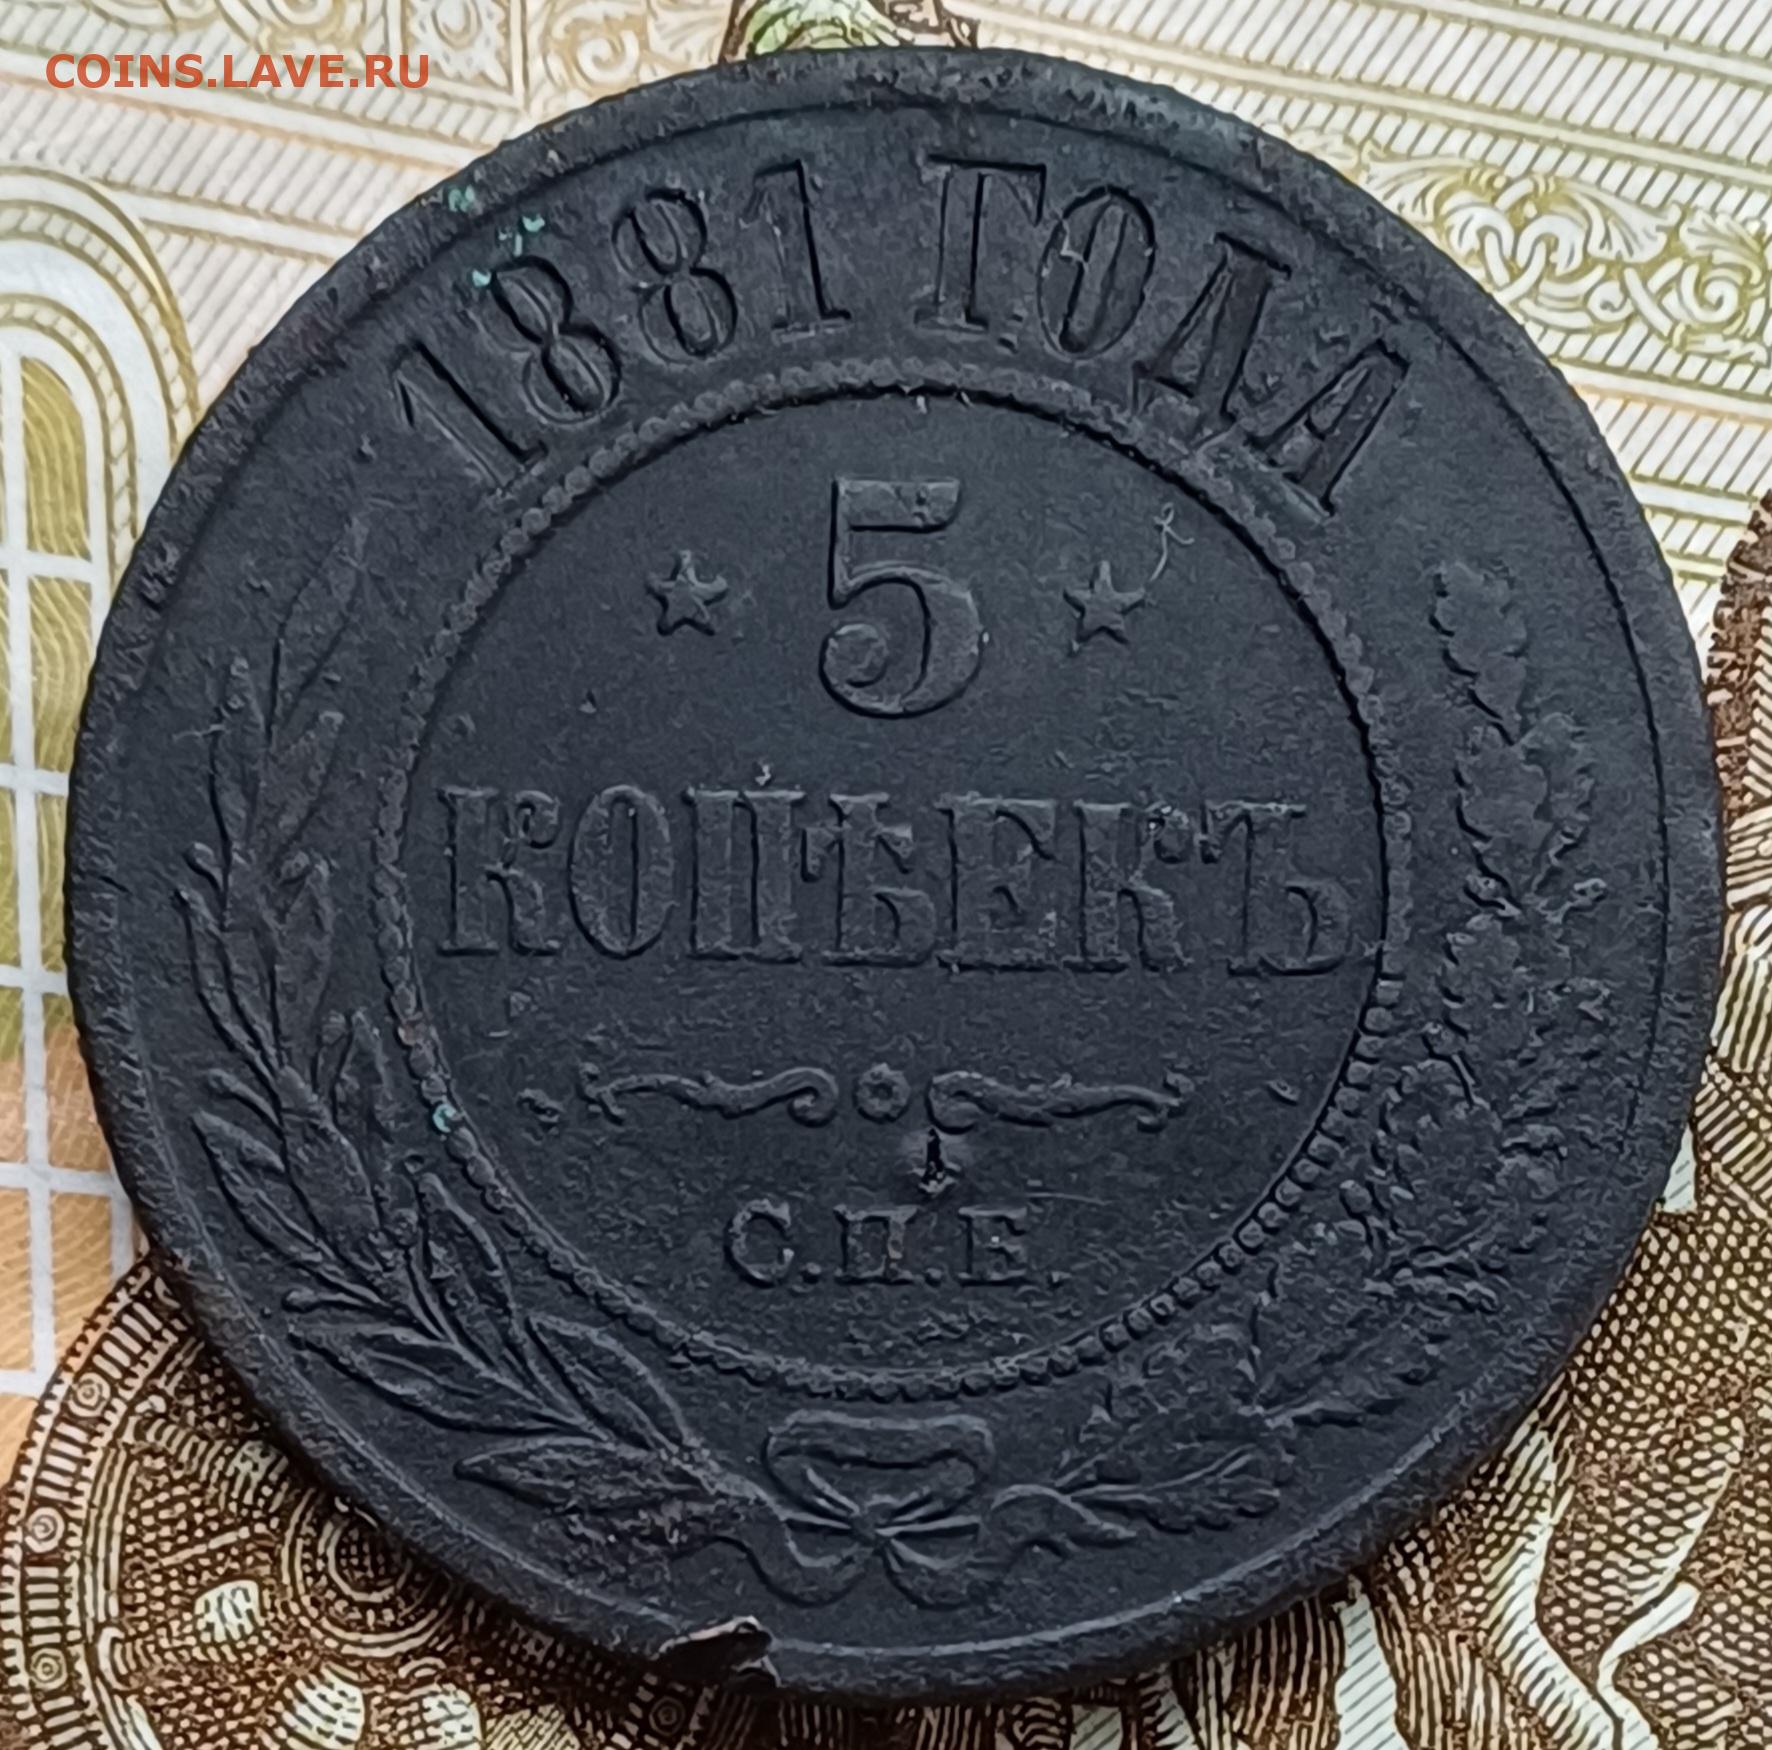 COINS.LAVE.RU
1881 ГОДА
5
КОПѢЕКЪ
С.П.Б.